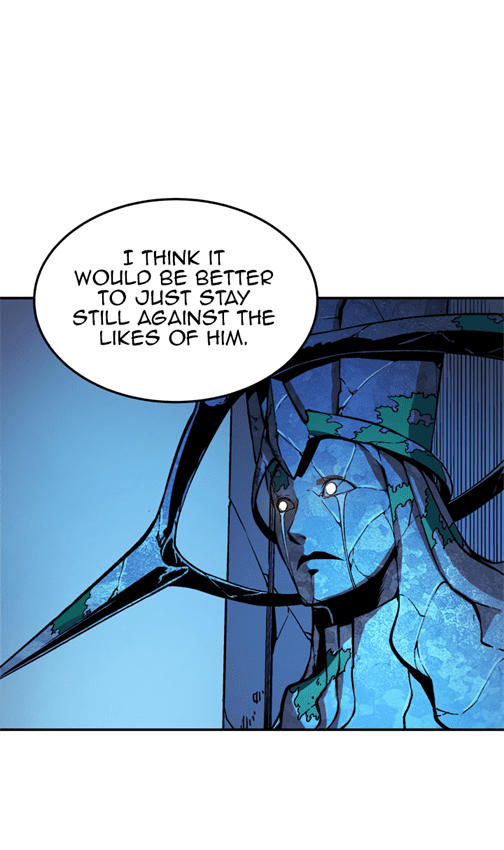 I THINK IT
WOULD BE BETTER
TO JUST STAY
STILL AGAINST THE
LIKES OF HIM.